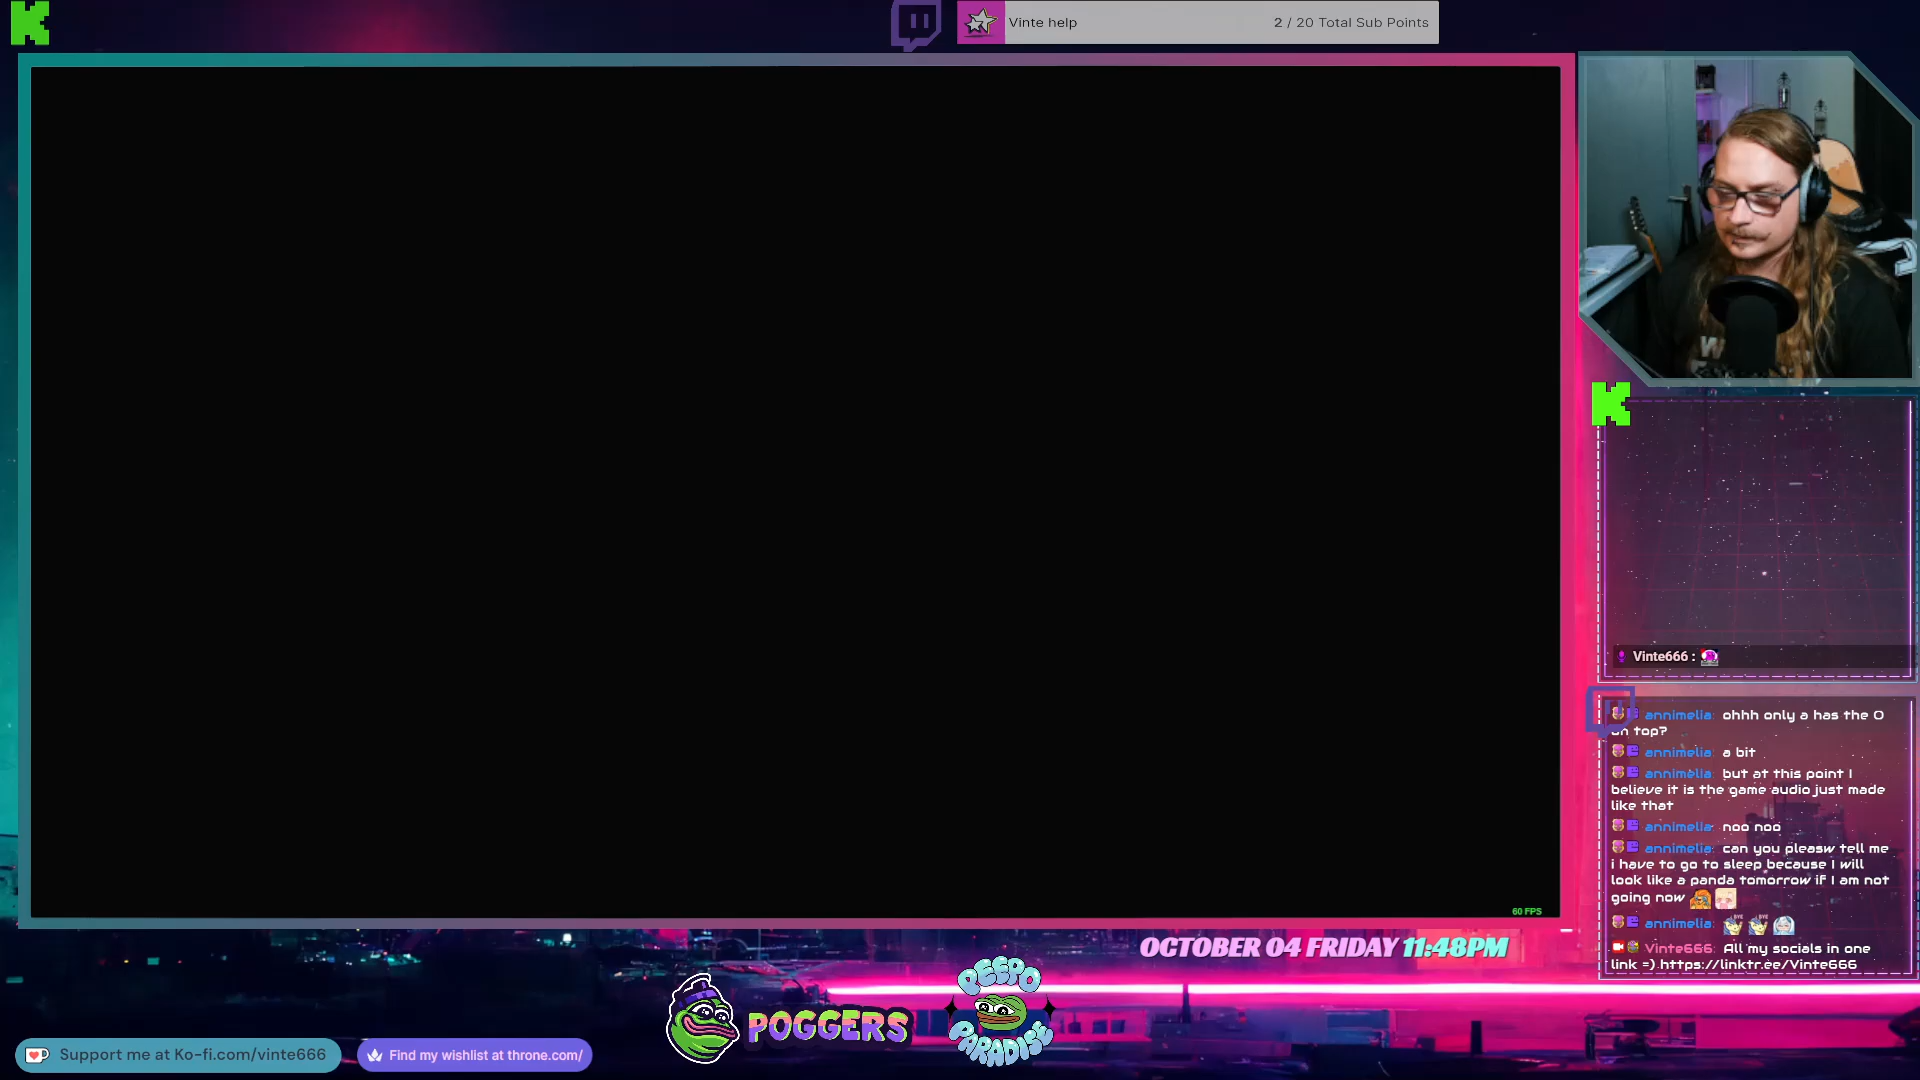 Vinte help
2 / 20 Total Sub Points
60 FPS
Vinte666 :
annimelia: ohhh only a has the O
on top?
annimelia: a bit
annimelia: but at this point I
believe it is the game audio just made
like that
annimelia: noo noo
annimelia: can you pleasw tell me
i have to go to sleep because I will
look like a panda tomorrow if I am not
going now
annimelia:
Vinte666: All my socials in one
link =) https://linktr.ee/Vinte666
OCTOBER 04 FRIDAY 11:48PM
POGGERS
PEEPO
PARADISE
Support me at Ko-fi.com/vinte666
Find my wishlist at throne.com/